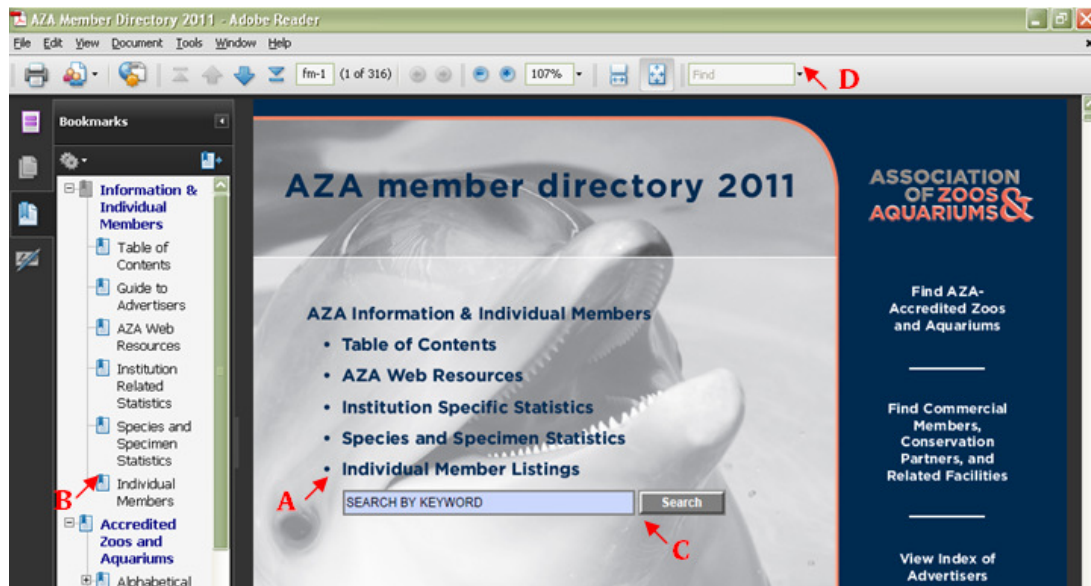 AZA Member Directory 2011 - Adobe Reader
File Edit View Document Tools Window Help
fm-1 (1 of 316) 107% Find
D
Bookmarks
Information &
Individual
Members
Table of
Contents
Guide to
Advertisers
AZA Web
Resources
Institution
Related
Statistics
Species and
Specimen
Statistics
Individual
Members
B
Accredited
Zoos and
Aquariums
Alphabetical
AZA member directory 2011
AZA Information & Individual Members
• Table of Contents
• AZA Web Resources
• Institution Specific Statistics
• Species and Specimen Statistics
• Individual Member Listings
A
SEARCH BY KEYWORD Search
C
ASSOCIATION
OF ZOOS
AQUARIUMS &
Find AZA-
Accredited Zoos
and Aquariums
Find Commercial
Members,
Conservation
Partners, and
Related Facilities
View Index of
Advertisers